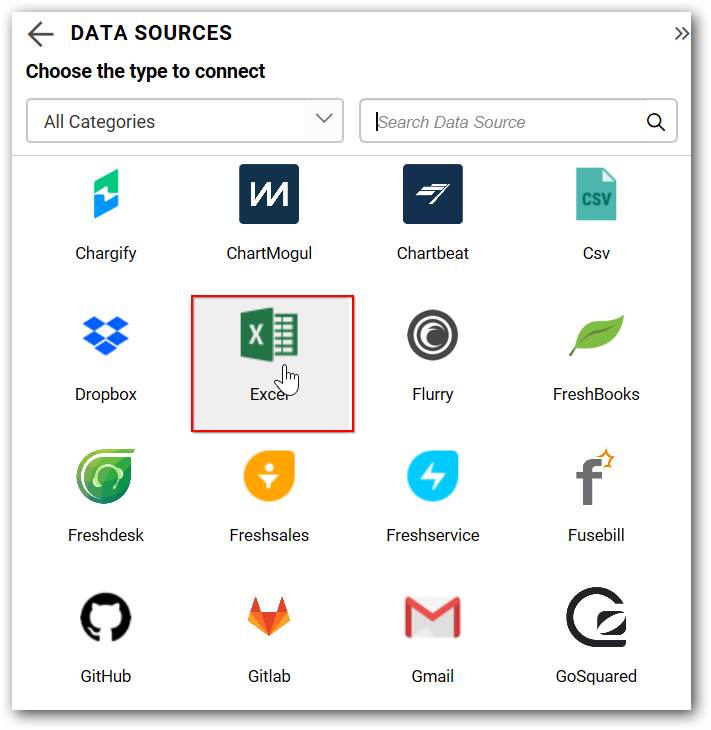 DATA SOURCES
Choose the type to connect
All Categories
Search Data Source
CSV
Chargify
ChartMogul
Chartbeat
Csv
X
Dropbox
Excel
Flurry
FreshBooks
Freshdesk
Freshsales
Freshservice
Fusebill
GitHub
Gitlab
Gmail
GoSquared